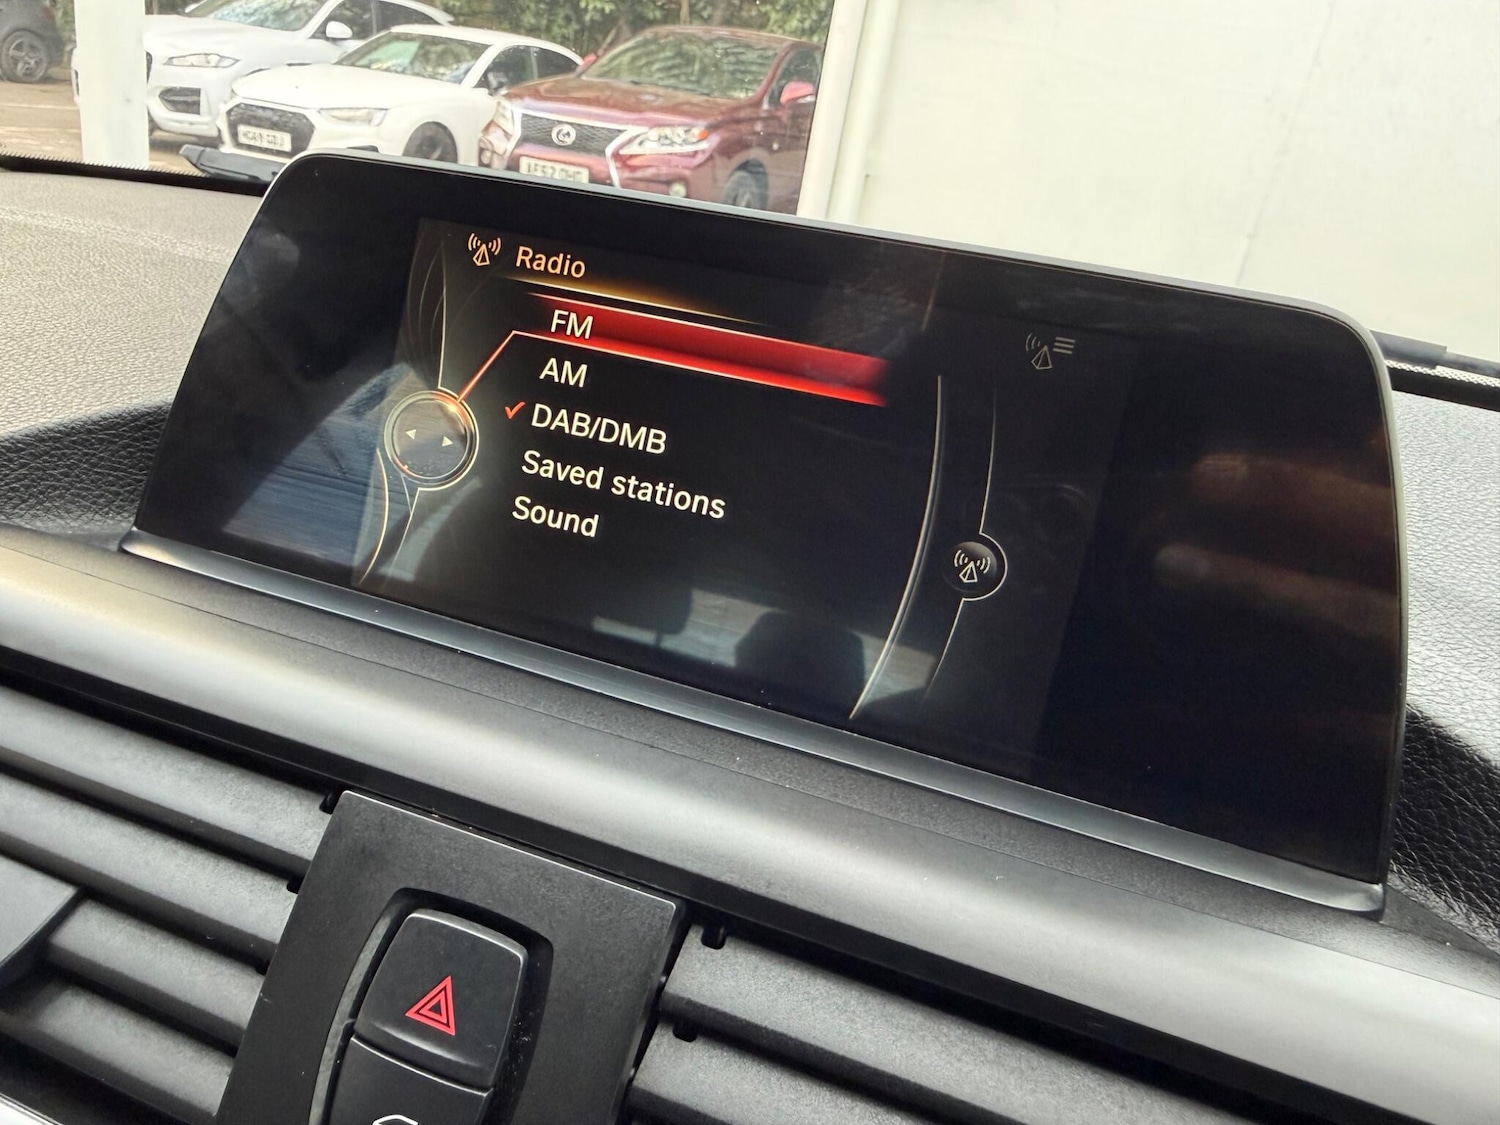 Radio
FM
AM
DAB/DMB
Saved stations
Sound